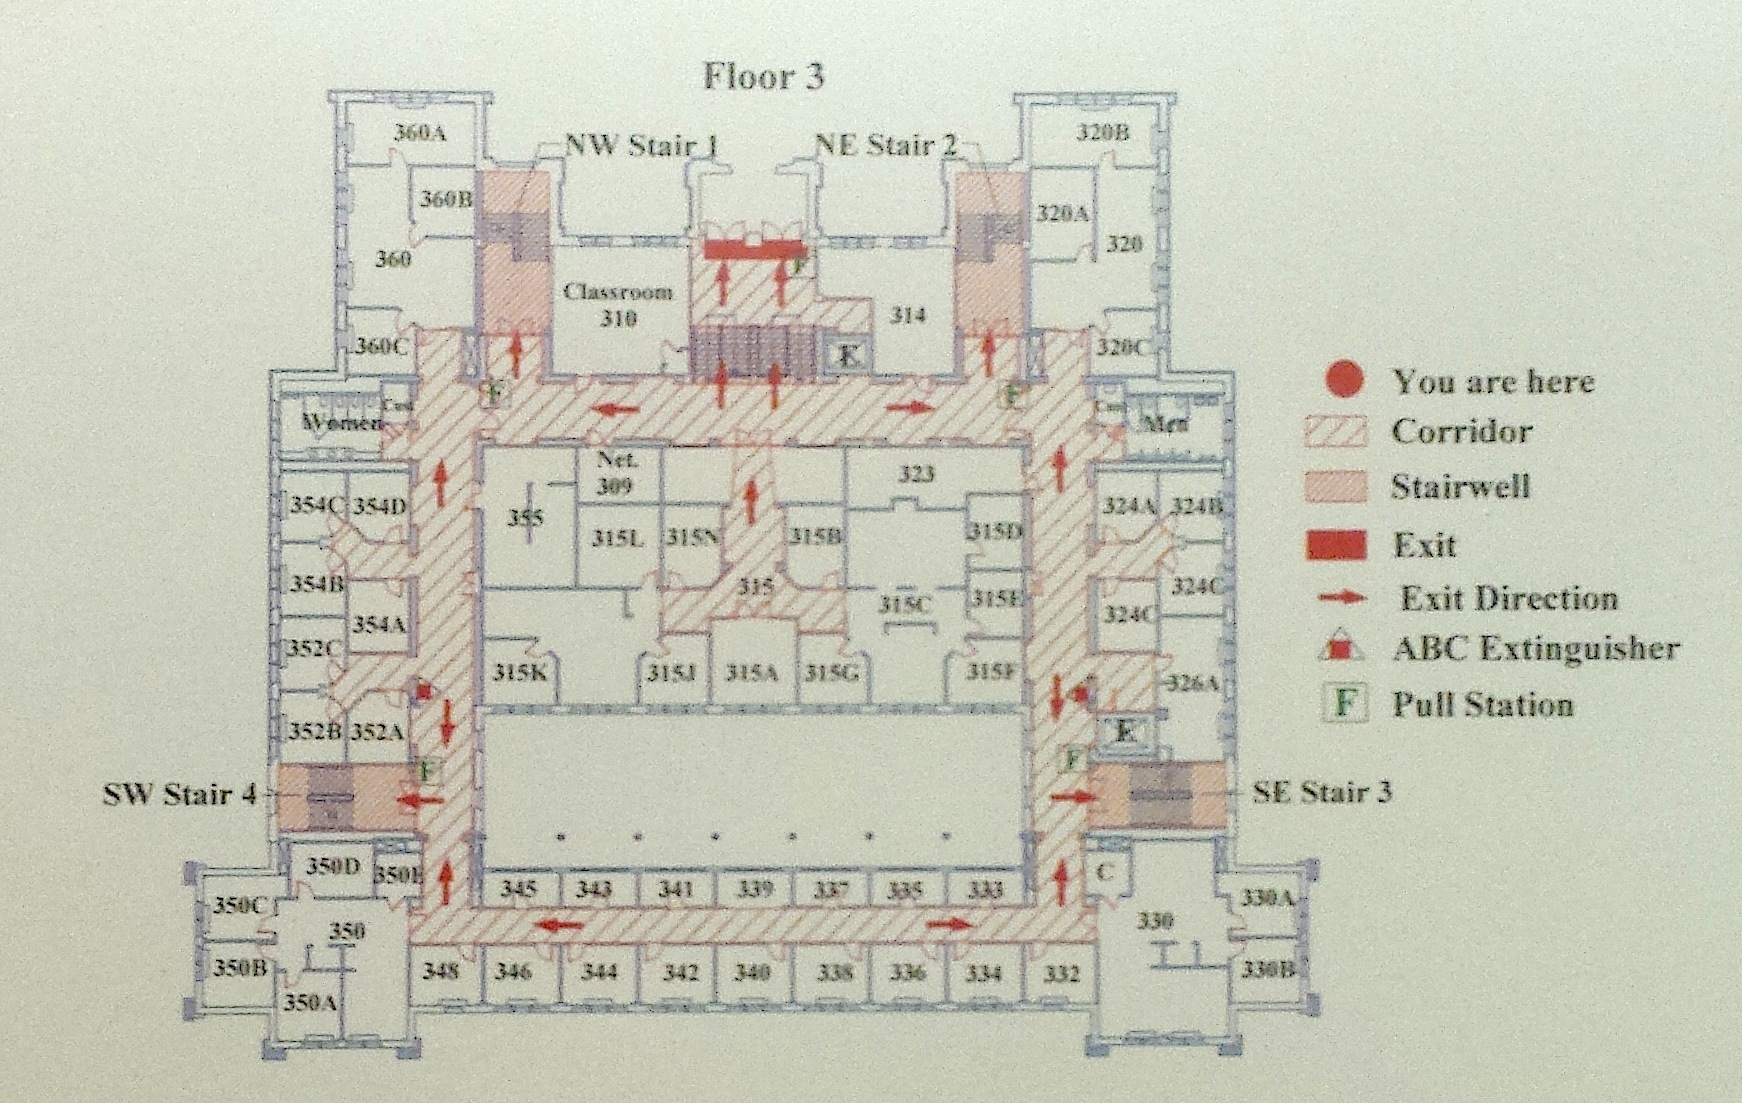 Floor 3
360A
NW Stair 1
NE Stair 2
320B
360B
320A
360
320
Classroom
310
314
360C
E
320C
F
F
F
Women
Men
Net.
309
323
354C
354D
355
324A
324B
315L
315N
315B
315D
354B
315
324C
315E
354A
315C
324C
352C
315K
315J
315A
315G
315F
326A
352B
352A
E
F
F
SW Stair 4
SE Stair 3
350D
350E
345
343
341
339
337
335
333
C
350C
330A
350
330
350B
348
346
344
342
340
338
336
334
332
330B
350A
You are here
Corridor
Stairwell
Exit
Exit Direction
ABC Extinguisher
F
Pull Station